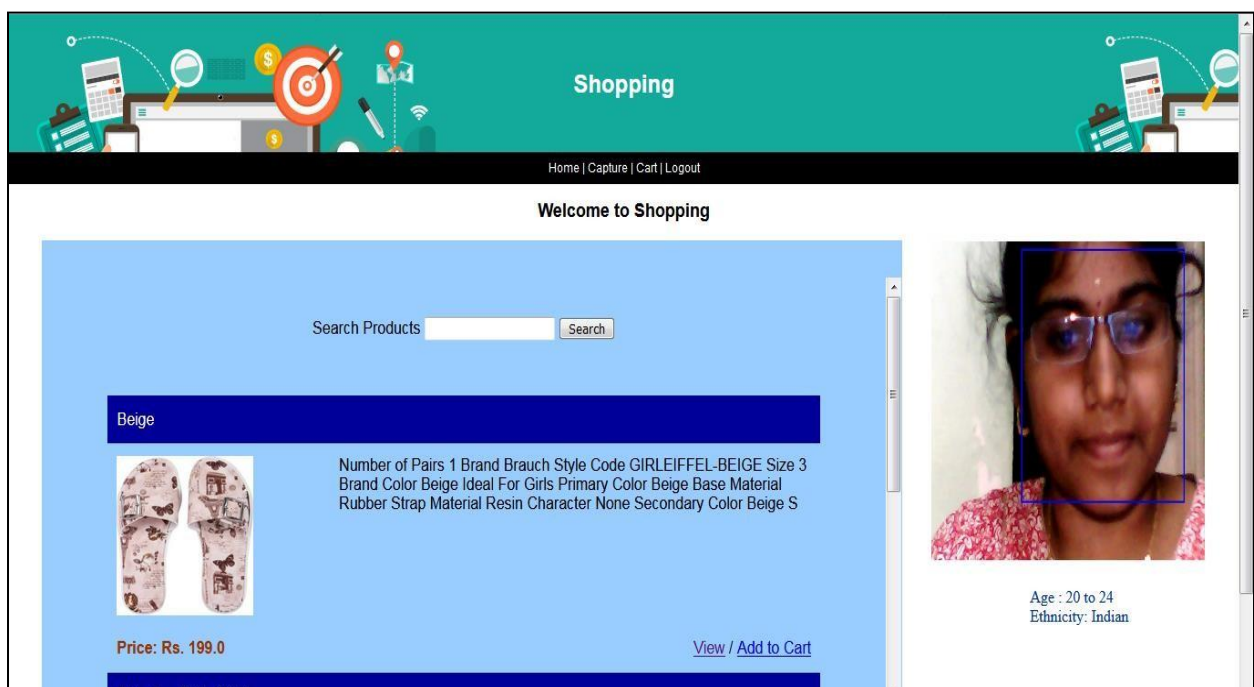 Shopping
Home | Capture | Cart | Logout
Welcome to Shopping
Search Products
Search
Beige
Number of Pairs 1 Brand Brauch Style Code GIRLEIFFEL-BEIGE Size 3
Brand Color Beige Ideal For Girls Primary Color Beige Base Material
Rubber Strap Material Resin Character None Secondary Color Beige S
Price: Rs. 199.0
View / Add to Cart
Age : 20 to 24
Ethnicity: Indian